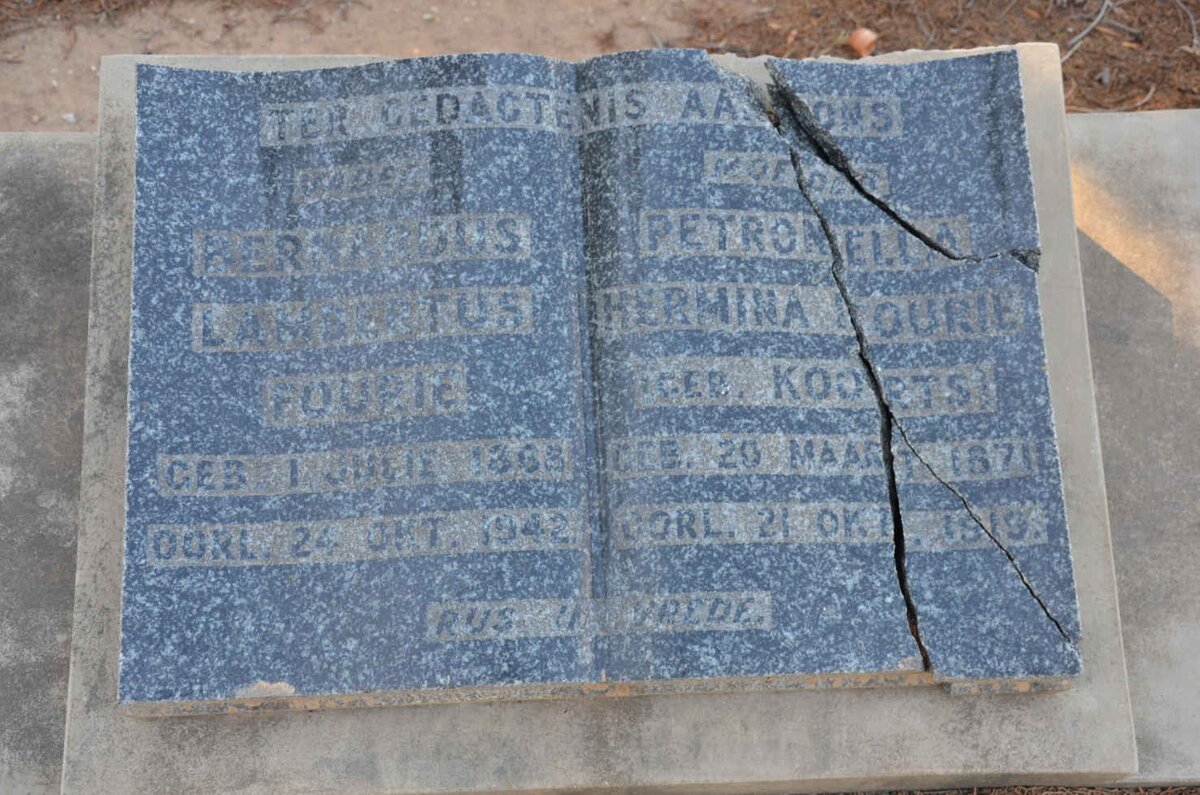 TER GEDAGTENIS AAN ONS
BERNARDUS
LAMBERTUS
FOURIE
GEB. 1 JULIE 1868
OORL. 24 OKT. 1942
PETRONELLA
HERMINA FOURIE
GEB. KOORTS
GEB. 20 MAART 1871
OORL. 21 OKT.
RUS IN VREDE.